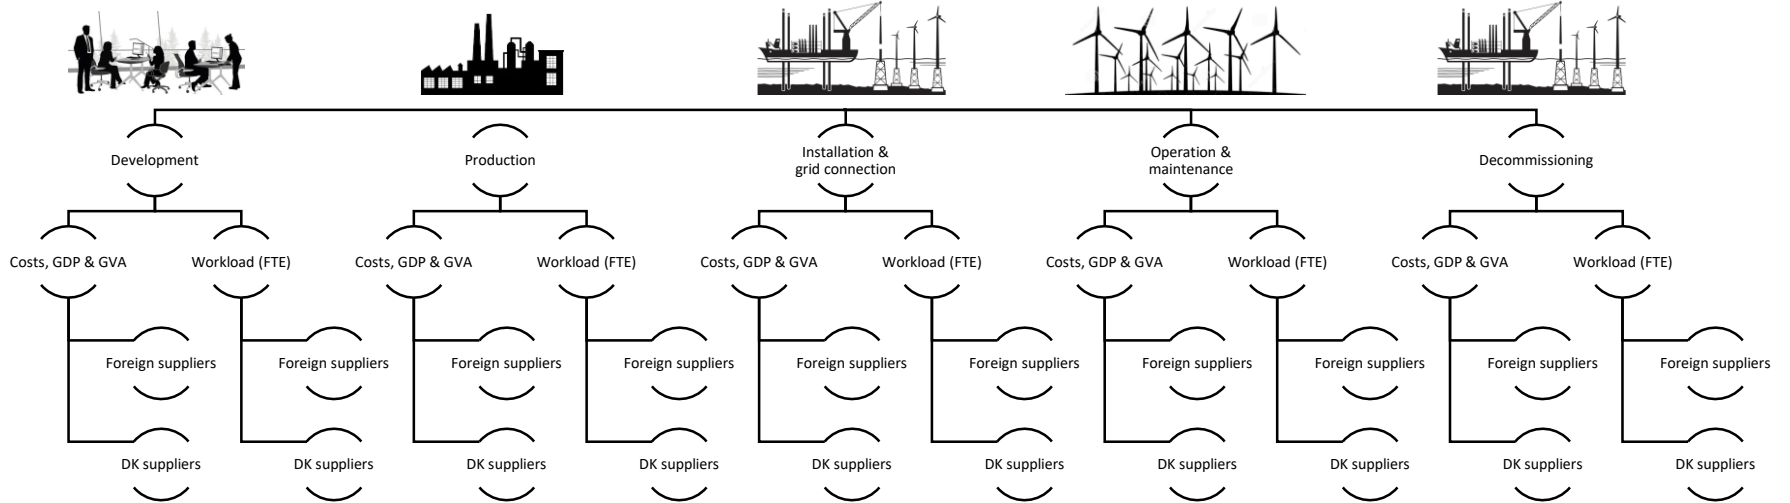 Development
Production
Installation &
grid connection
Operation &
maintenance
Decommissioning
Costs, GDP & GVA
Workload (FTE)
Costs, GDP & GVA
Workload (FTE)
Costs, GDP & GVA
Workload (FTE)
Costs, GDP & GVA
Workload (FTE)
Costs, GDP & GVA
Workload (FTE)
Foreign suppliers
Foreign suppliers
Foreign suppliers
Foreign suppliers
Foreign suppliers
Foreign suppliers
Foreign suppliers
Foreign suppliers
Foreign suppliers
Foreign suppliers
DK suppliers
DK suppliers
DK suppliers
DK suppliers
DK suppliers
DK suppliers
DK suppliers
DK suppliers
DK suppliers
DK suppliers